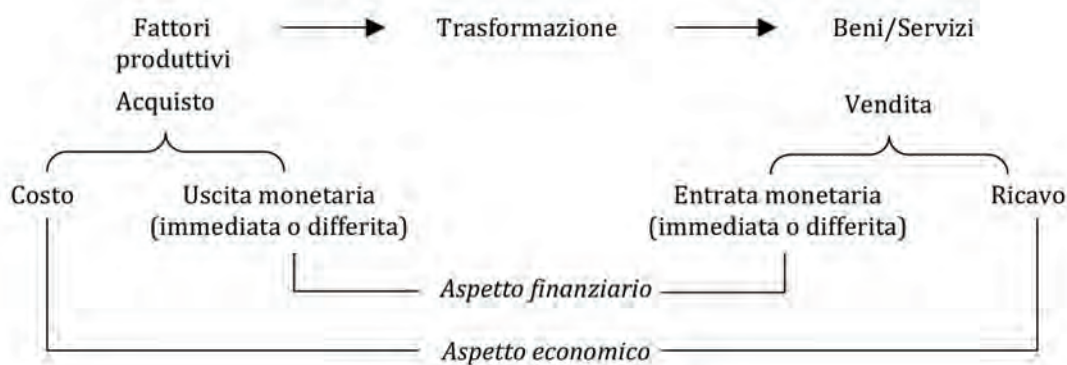 Fattori
produttivi
Trasformazione
Beni/Servizi
Acquisto
Vendita
Costo
Uscita monetaria
(immediata o differita)
Entrata monetaria
(immediata o differita)
Ricavo
Aspetto finanziario
Aspetto economico